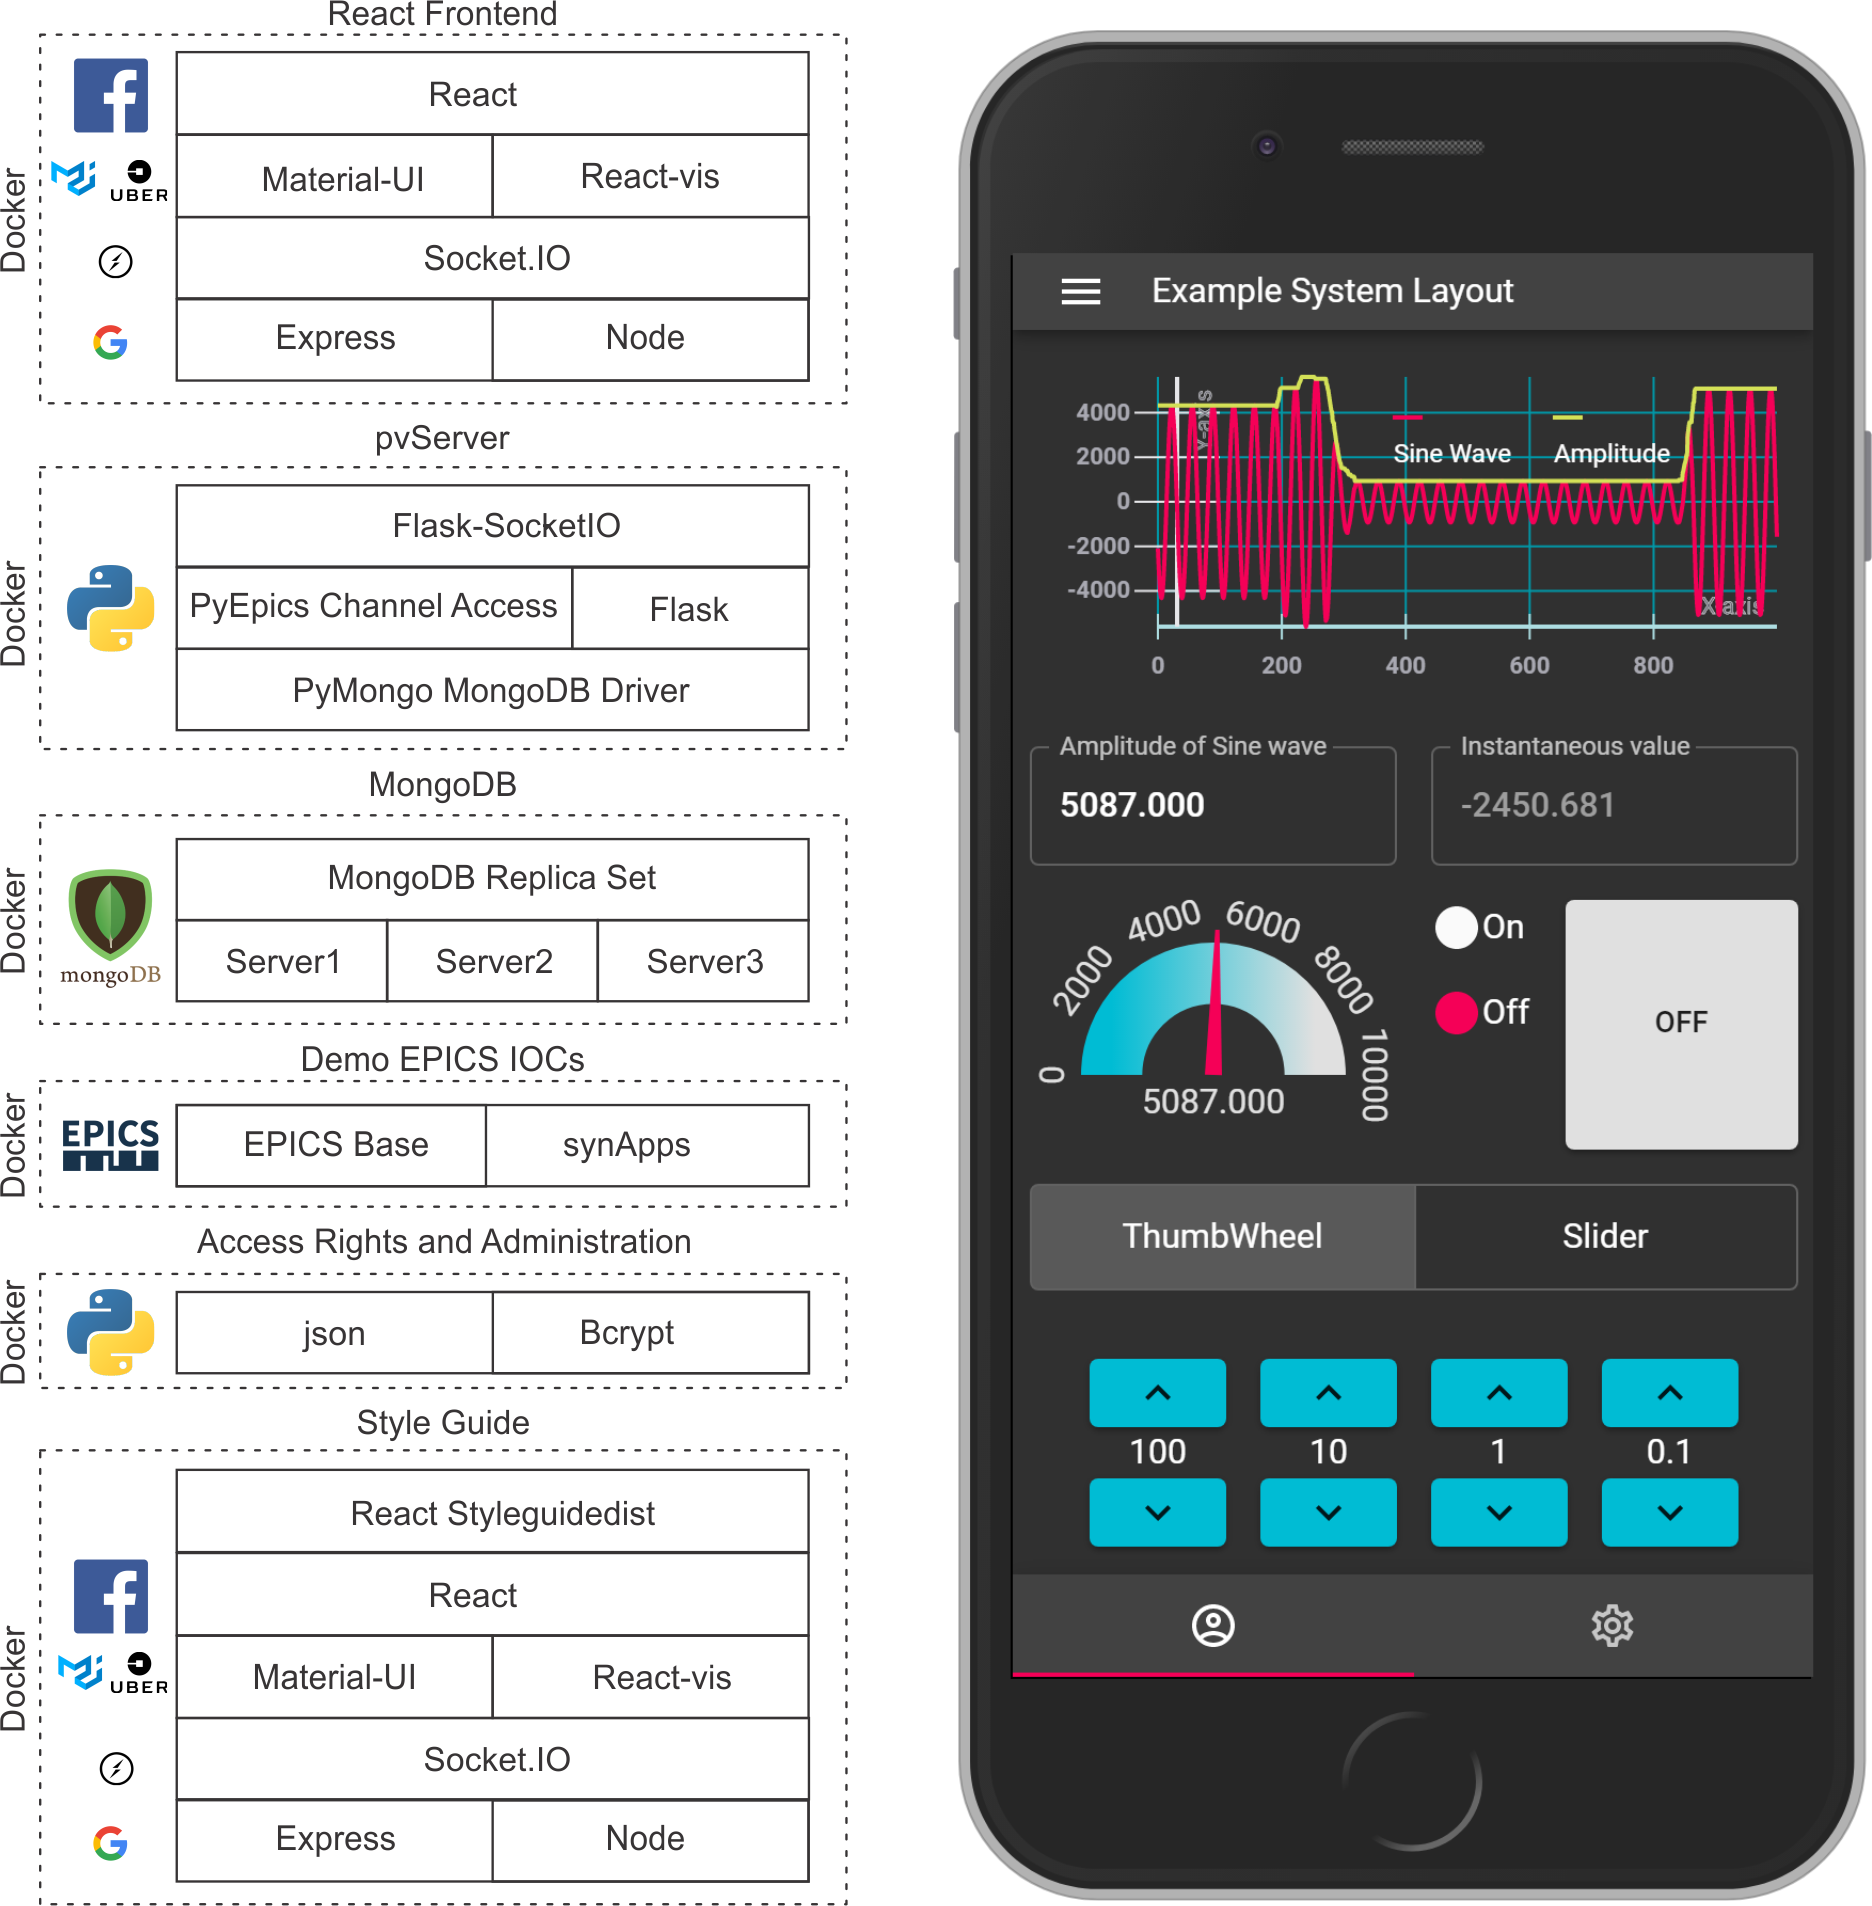 React Frontend
Docker
React
Material-UI
React-vis
UBER
Socket.IO
Express
Node
pvServer
Docker
Flask-SocketIO
PyEpics Channel Access
Flask
PyMongo MongoDB Driver
MongoDB
Docker
MongoDB Replica Set
Server1
Server2
Server3
mongoDB
Demo EPICS IOCs
Docker
EPICS
EPICS Base
synApps
Access Rights and Administration
Docker
json
Bcrypt
Style Guide
Docker
React Styleguidedist
React
Material-UI
React-vis
UBER
Socket.IO
Express
Node
Example System Layout
4000
2000
0
-2000
-4000
Y-axis
Sine Wave
Amplitude
X axis
0
200
400
600
800
Amplitude of Sine wave
5087.000
Instantaneous value
-2450.681
0
2000
4000
6000
8000
10000
5087.000
On
Off
OFF
ThumbWheel
Slider
100
10
1
0.1